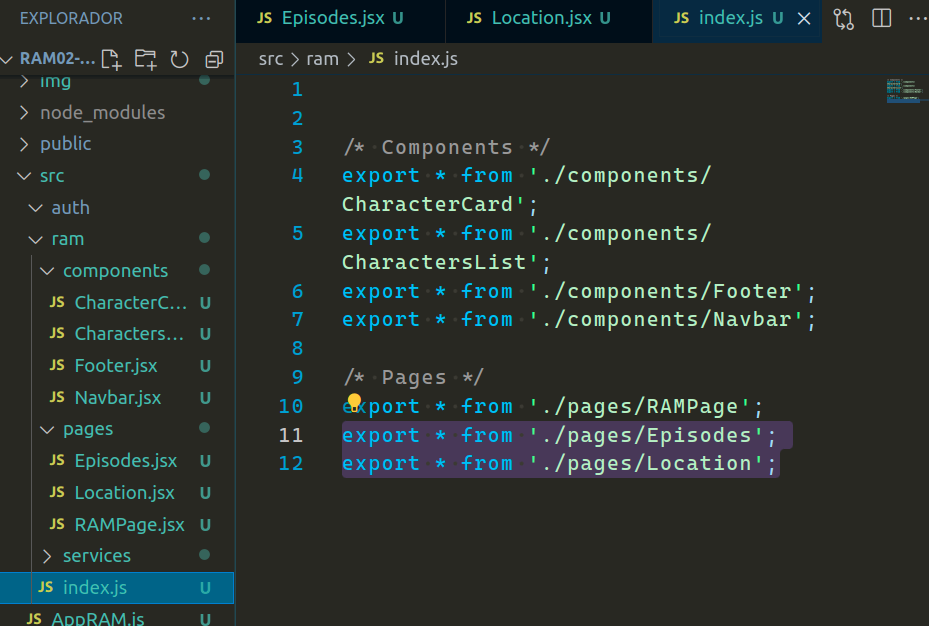 EXPLORADOR ...
JS Episodes.jsx U
JS Location.jsx U
JS index.js U
RAM02-...
src > ram > JS index.js
img
node_modules
public
src
auth
ram
components
JS CharacterC... U
JS Characters... U
JS Footer.jsx U
JS Navbar.jsx U
pages
JS Episodes.jsx U
JS Location.jsx U
JS RAMPage.jsx U
services
JS index.js U
JS AppRAM.js U
1
2
3 /* Components */
4 export * from './components/
CharacterCard';
5 export * from './components/
CharactersList';
6 export * from './components/Footer';
7 export * from './components/Navbar';
8
9 /* Pages */
10 export * from './pages/RAMPage';
11 export * from './pages/Episodes';
12 export * from './pages/Location';